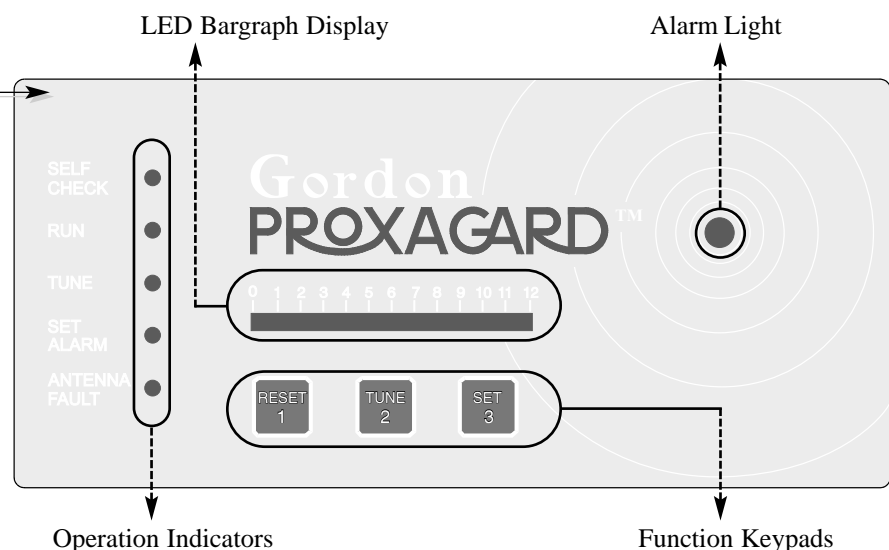 LED Bargraph Display
Alarm Light
SELF
CHECK
RUN
TUNE
SET
ALARM
ANTENNA
FAULT
Gordon
PROXAGARD™
0 1 2 3 4 5 6 7 8 9 10 11 12
RESET
1
TUNE
2
SET
3
Operation Indicators
Function Keypads